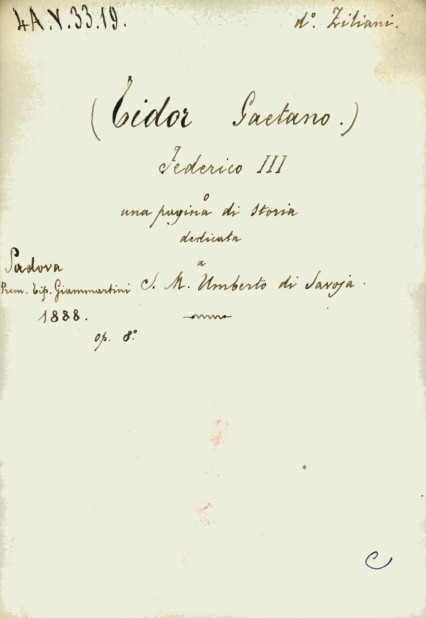 4A.V.33.19.
d.º Ziliani.
(Tidor Gaetano.)
Federico III
o
una pagina di Storia
dedicata
a
S. M. Umberto di Savoja.
Padova
Prem. Tip. Giammartini
1888.
op. 8.º
C